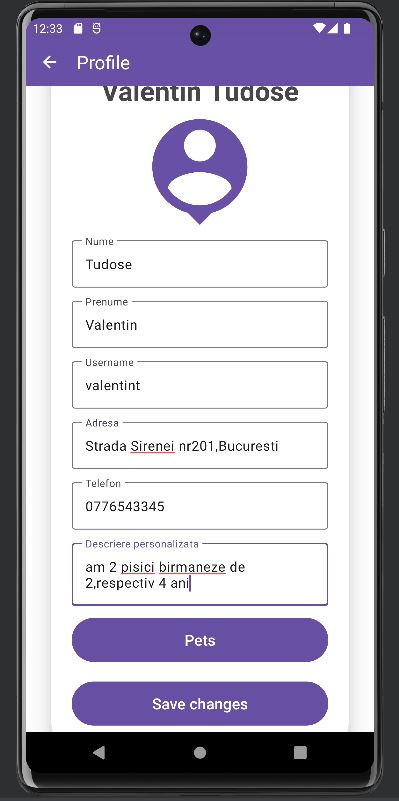 12:33
Profile
Valentin Tudose
Nume
Tudose
Prenume
Valentin
Username
valentint
Adresa
Strada Sirenei nr201,Bucuresti
Telefon
0776543345
Descriere personalizata
am 2 pisici birmaneze de
2,respectiv 4 ani
Pets
Save changes